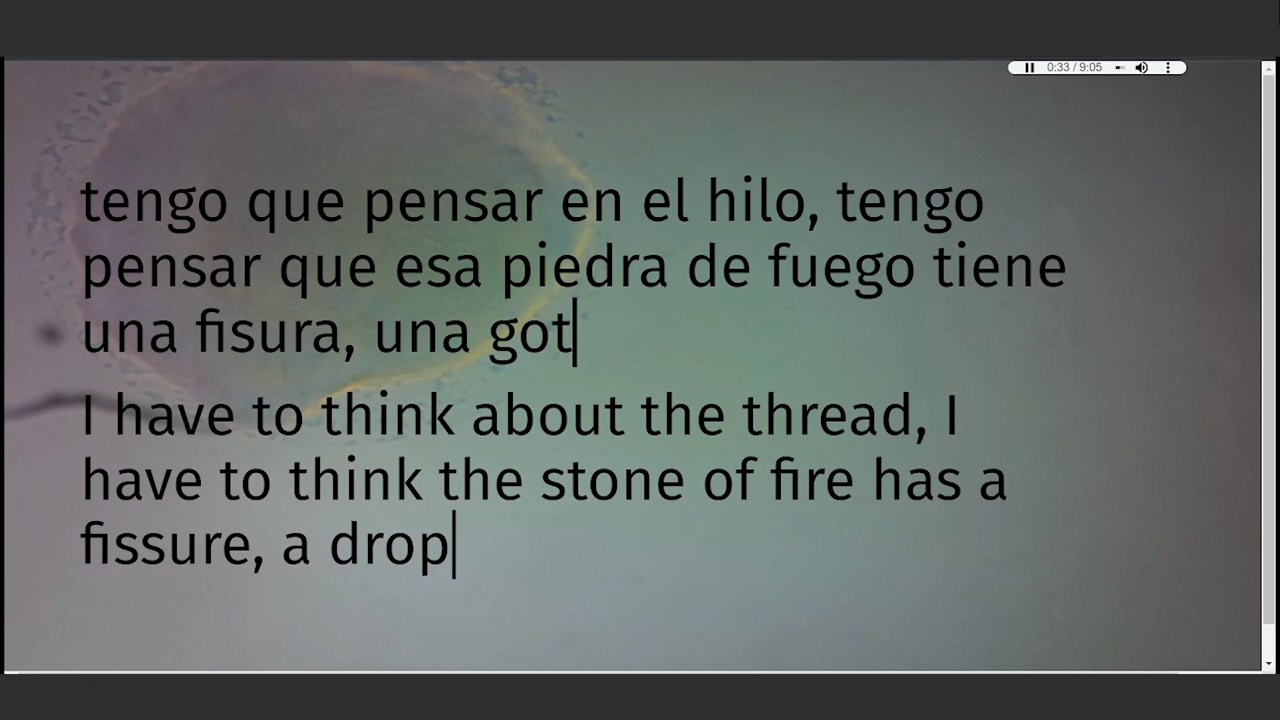 0:33 / 9:05
tengo que pensar en el hilo, tengo
pensar que esa piedra de fuego tiene
una fisura, una got
I have to think about the thread, I
have to think the stone of fire has a
fissure, a drop